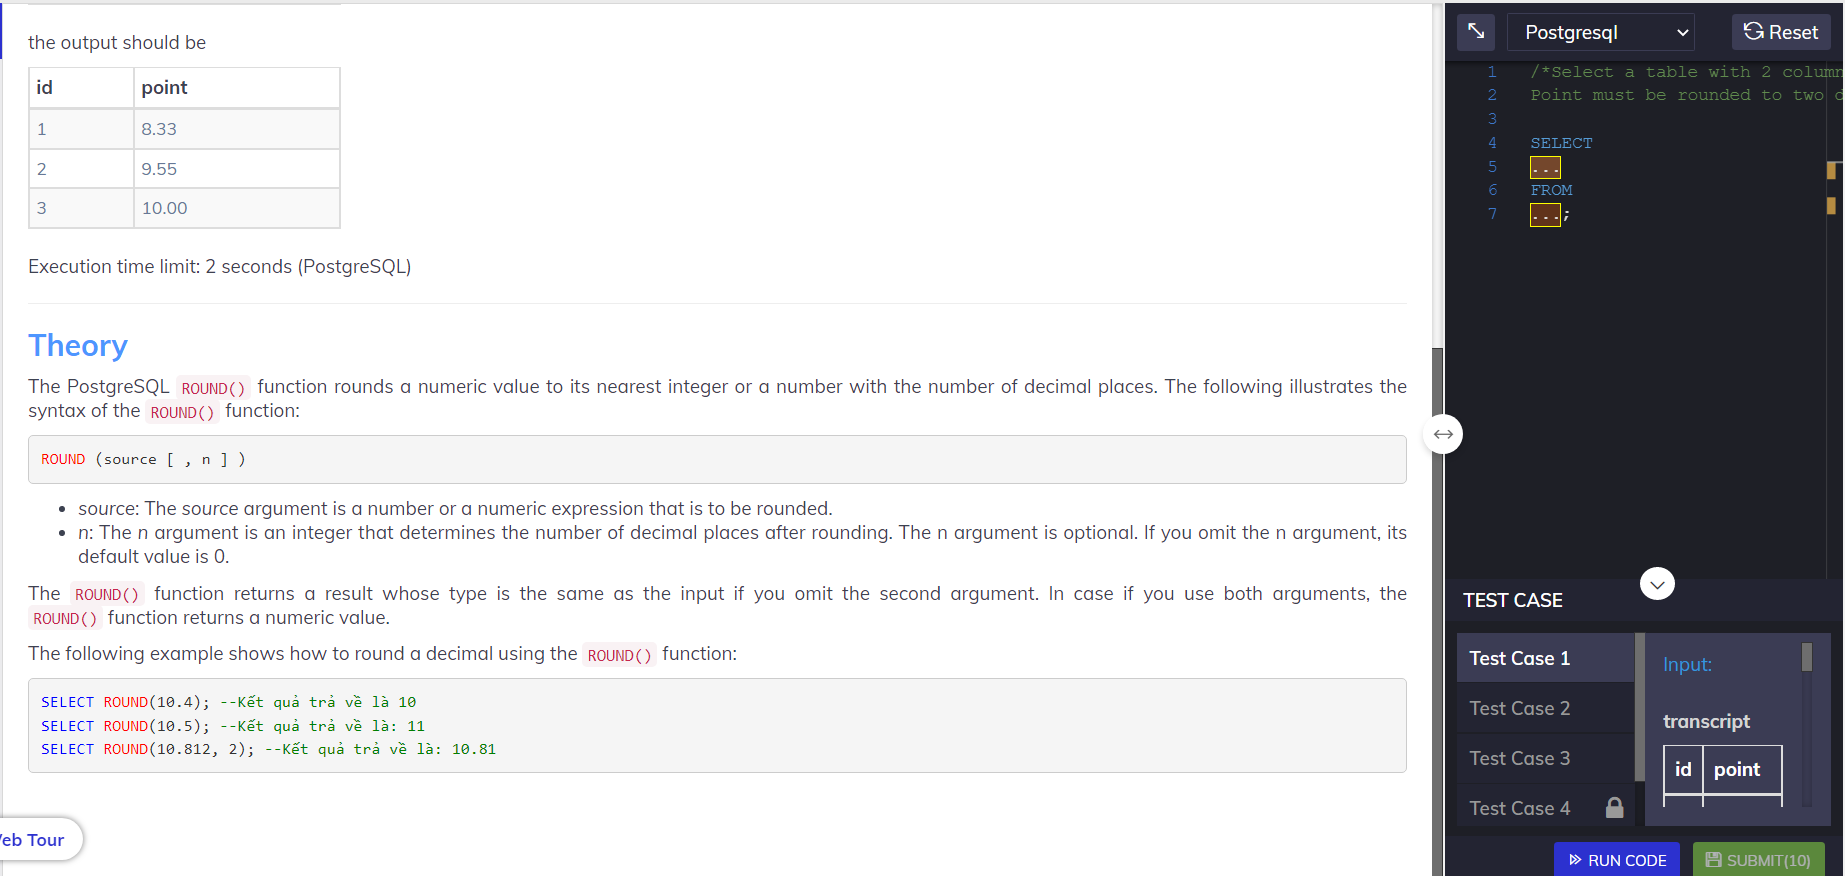 the output should be
id point
1 8.33
2 9.55
3 10.00
Execution time limit: 2 seconds (PostgreSQL)
Theory
The PostgreSQL ROUND() function rounds a numeric value to its nearest integer or a number with the number of decimal places. The following illustrates the
syntax of the ROUND() function:
ROUND (source [ , n ] )
• source: The source argument is a number or a numeric expression that is to be rounded.
• n: The n argument is an integer that determines the number of decimal places after rounding. The n argument is optional. If you omit the n argument, its
default value is 0.
The ROUND() function returns a result whose type is the same as the input if you omit the second argument. In case if you use both arguments, the
ROUND() function returns a numeric value.
The following example shows how to round a decimal using the ROUND() function:
SELECT ROUND(10.4); --Kết quả trả về là 10
SELECT ROUND(10.5); --Kết quả trả về là: 11
SELECT ROUND(10.812, 2); --Kết quả trả về là: 10.81
eb Tour
Postgresql
Reset
1 /*Select a table with 2 column
2 Point must be rounded to two d
3
4 SELECT
5 ...
6 FROM
7 ...;
TEST CASE
Test Case 1
Test Case 2
Test Case 3
Test Case 4
Input:
transcript
id point
RUN CODE
SUBMIT(10)